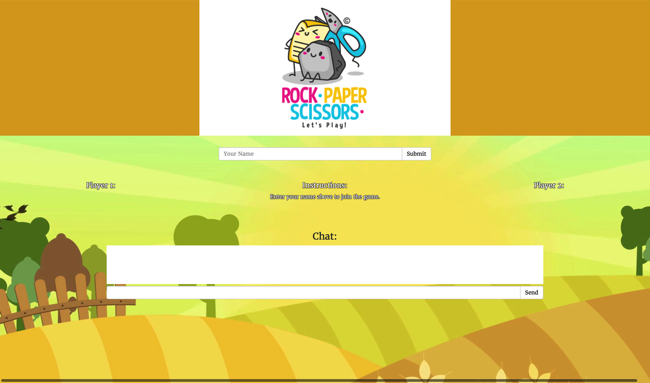 ©
ROCK • PAPER
SCISSORS •
Let's Play!
Your Name
Submit
Player 1:
Instructions:
Player 2:
Enter your name above to join the game.
Chat:
Send